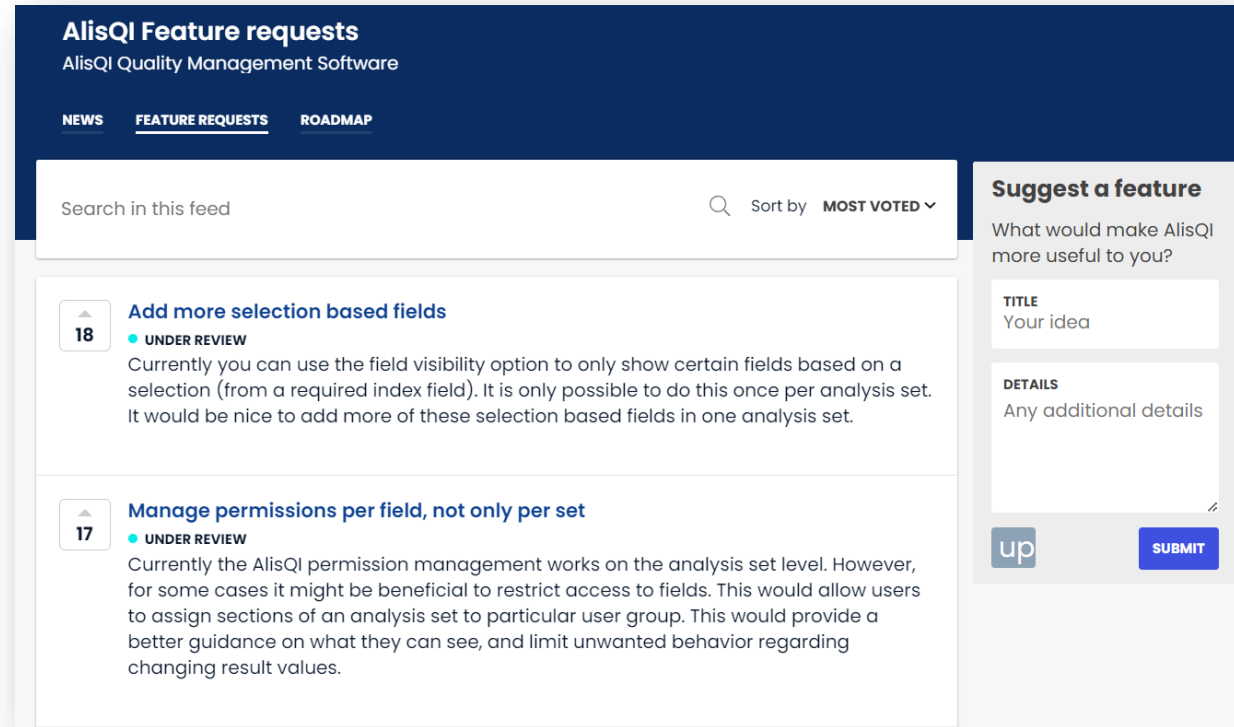 AlisQI Feature requests
AlisQI Quality Management Software
NEWS FEATURE REQUESTS ROADMAP
Search in this feed
Sort by MOST VOTED
18
Add more selection based fields
UNDER REVIEW
Currently you can use the field visibility option to only show certain fields based on a
selection (from a required index field). It is only possible to do this once per analysis set.
It would be nice to add more of these selection based fields in one analysis set.
17
Manage permissions per field, not only per set
UNDER REVIEW
Currently the AlisQI permission management works on the analysis set level. However,
for some cases it might be beneficial to restrict access to fields. This would allow users
to assign sections of an analysis set to particular user group. This would provide a
better guidance on what they can see, and limit unwanted behavior regarding
changing result values.
Suggest a feature
What would make AlisQI
more useful to you?
TITLE
Your idea
DETAILS
Any additional details
up
SUBMIT